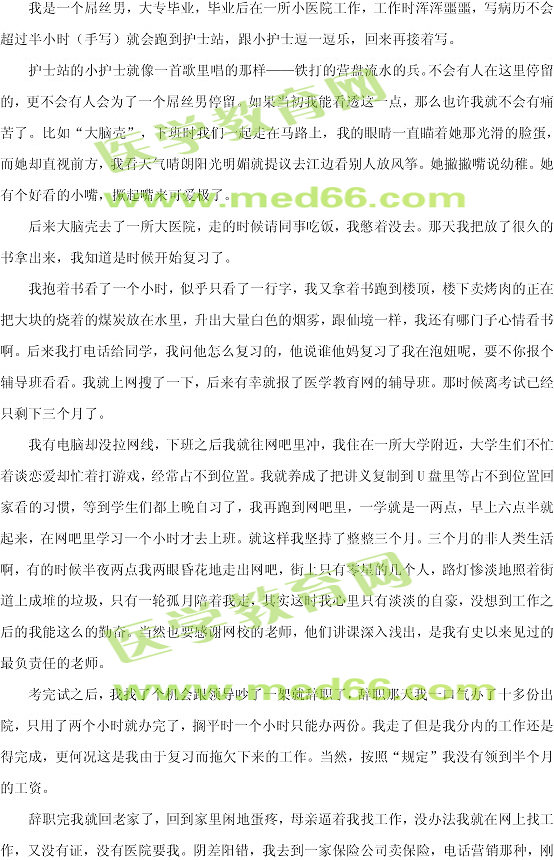 我是一个屌丝男，大专毕业，毕业后在一所小医院工作，工作时浑浑噩噩，写病历不会
超过半小时（手写）就会跑到护士站，跟小护士逗一逗乐，回来再接着写。
护士站的小护士就像一首歌里唱的那样——铁打的营盘流水的兵。不会有人在这里停留
的，更不会有人会为了一个屌丝男停留。如果当初我能看透这一点，那么也许我就不会有痛
苦了。比如“大脑壳”，下班时我们一起走在马路上，我的眼睛一直瞄着她那光滑的脸蛋，
而她却直视前方，我看天气晴朗阳光明媚就提议去江边看别人放风筝。她撇撇嘴说幼稚。她
有个好看的小嘴，撅起嘴来可爱极了。
后来大脑壳去了一所大医院，走的时候请同事吃饭，我憋着没去。那天我把放了很久的
书拿出来，我知道是时候开始复习了。
我抱着书看了一个小时，似乎只看了一行字，我又拿着书跑到楼顶，楼下卖烤肉的正在
把大块的烧着的煤炭放在水里，升出大量白色的烟雾，跟仙境一样，我还有哪门子心情看书
啊。后来我打电话给同学，我问他怎么复习的，他说谁他妈复习了我在泡妞呢，要不你报个
辅导班看看。我就上网搜了一下，后来有幸就报了医学教育网的辅导班。那时候离考试已经
只剩下三个月了。
我有电脑却没拉网线，下班之后我就往网吧里冲，我住在一所大学附近，大学生们不忙
着谈恋爱却忙着打游戏，经常占不到位置。我就养成了把讲义复制到U盘里等占不到位置回
家看的习惯，等到学生们都上晚自习了，我再跑到网吧里，一学就是一两点，早上六点半就
起来，在网吧里学习一个小时才去上班。就这样我坚持了整整三个月。三个月的非人类生活
啊，有的时候半夜两点我两眼昏花地走出网吧，街上只有零星的几个人，路灯惨淡地照着街
道上成堆的垃圾，只有一轮孤月陪着我走，其实这时我心里只有淡淡的自豪，没想到工作之
后的我能这么的勤奋。当然也要感谢网校的老师，他们讲课深入浅出，是我有史以来见过的
最负责任的老师。
考完试之后，我找了个机会跟领导吵了一架就辞职了，辞职那天我一口气办了十多份出
院，只用了两个小时就办完了，搁平时一个小时只能办两份。我走了但是我分内的工作还是
得完成，更何况这是我由于复习而拖欠下来的工作。当然，按照“规定”我没有领到半个月
的工资。
辞职完我就回老家了，回到家里闲地蛋疼，母亲逼着我找工作，没办法我就在网上找工
作，又没有证，没有医院要我。阴差阳错，我去到一家保险公司卖保险，电话营销那种，刚
医学教育网
www.med66.com
医学教育网
www.med66.com